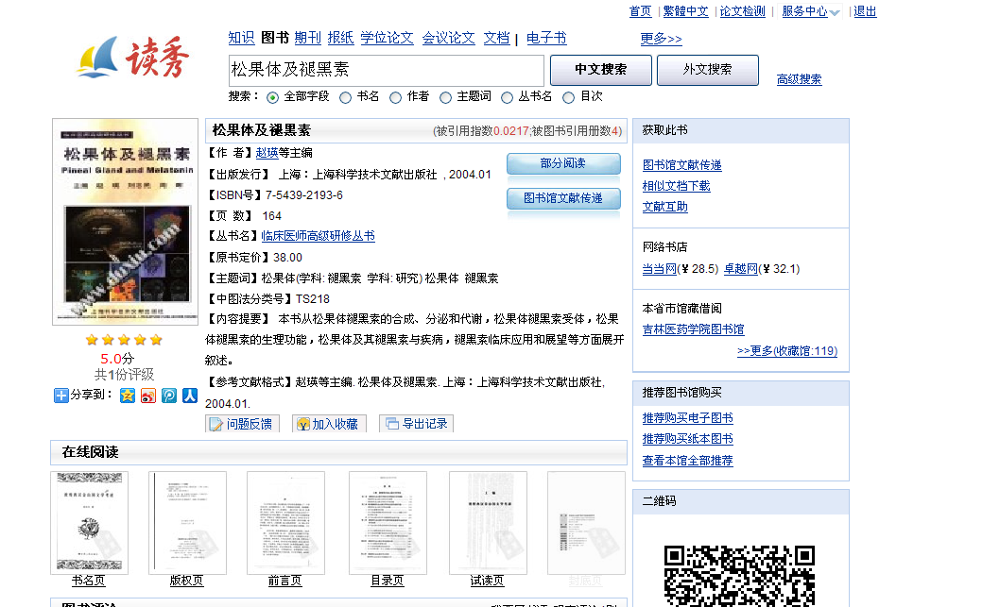 首页 | 繁體中文 | 论文检测 | 服务中心 | 退出
读秀
知识 图书 期刊 报纸 学位论文 会议论文 文档 | 电子书 更多>>
松果体及褪黑素
中文搜索
外文搜索
高级搜索
搜索： 全部字段 书名 作者 主题词 丛书名 目次
松果体及褪黑素
Pineal Gland and Melatonin
www.duxiu.com
上海科学技术文献出版社
5.0分
共1份评级
分享到：
松果体及褪黑素
(被引用指数0.0217;被图书引用册数4)
【作 者】赵瑛等主编
【出版发行】 上海：上海科学技术文献出版社 , 2004.01
【ISBN号】7-5439-2193-6
【页 数】 164
【丛书名】临床医师高级研修丛书
【原书定价】38.00
【主题词】松果体(学科: 褪黑素 学科: 研究) 松果体 褪黑素
【中图法分类号】TS218
【内容提要】 本书从松果体褪黑素的合成、分泌和代谢，松果体褪黑素受体，松果
体褪黑素的生理功能，松果体及其褪黑素与疾病，褪黑素临床应用和展望等方面展开
叙述。
【参考文献格式】赵瑛等主编. 松果体及褪黑素. 上海：上海科学技术文献出版社,
2004.01.
部分阅读
图书馆文献传递
问题反馈
加入收藏
导出记录
在线阅读
书名页
版权页
前言页
目录页
试读页
封底页
图书评论
获取此书
图书馆文献传递
相似文档下载
文献互助
网络书店
当当网(¥ 28.5) 卓越网(¥ 32.1)
本省市馆藏借阅
吉林医药学院图书馆
>>更多(收藏馆:119)
推荐图书馆购买
推荐购买电子图书
推荐购买纸本图书
查看本馆全部推荐
二维码